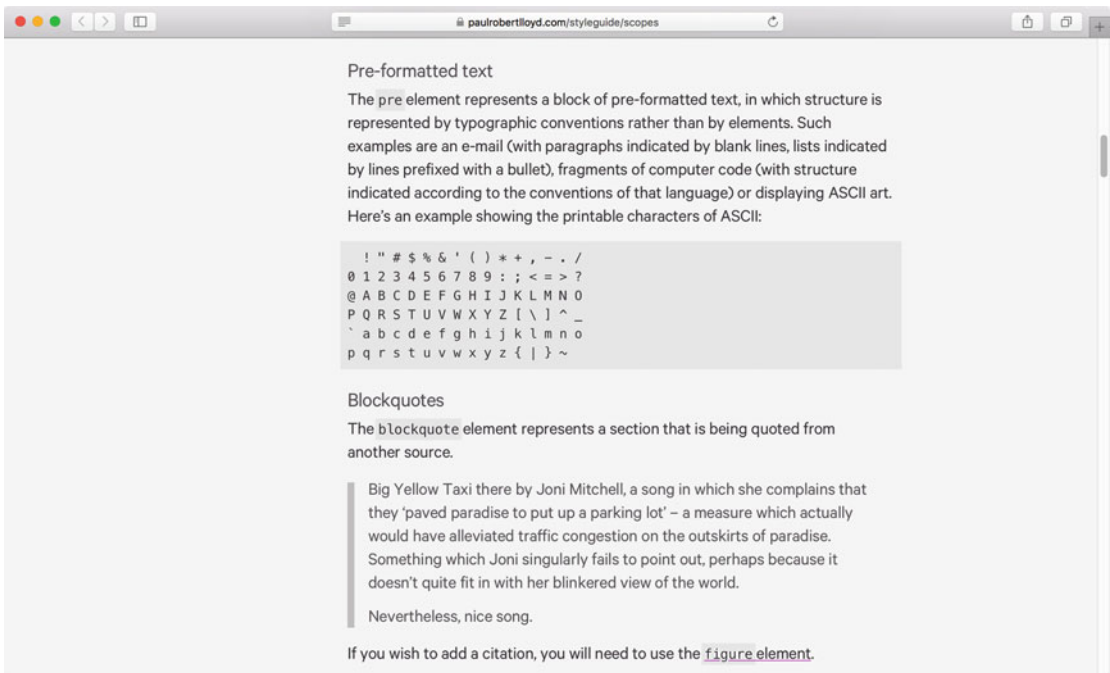 paulrobertlloyd.com/styleguide/scopes
Pre-formatted text
The pre element represents a block of pre-formatted text, in which structure is
represented by typographic conventions rather than by elements. Such
examples are an e-mail (with paragraphs indicated by blank lines, lists indicated
by lines prefixed with a bullet), fragments of computer code (with structure
indicated according to the conventions of that language) or displaying ASCII art.
Here’s an example showing the printable characters of ASCII:
! " # $ % & ' ( ) * + , - . /
0 1 2 3 4 5 6 7 8 9 : ; < = > ?
@ A B C D E F G H I J K L M N O
P Q R S T U V W X Y Z [ \ ] ^ _
` a b c d e f g h i j k l m n o
p q r s t u v w x y z { | } ~
Blockquotes
The blockquote element represents a section that is being quoted from
another source.
Big Yellow Taxi there by Joni Mitchell, a song in which she complains that
they ‘paved paradise to put up a parking lot’ – a measure which actually
would have alleviated traffic congestion on the outskirts of paradise.
Something which Joni singularly fails to point out, perhaps because it
doesn’t quite fit in with her blinkered view of the world.
Nevertheless, nice song.
If you wish to add a citation, you will need to use the figure element.